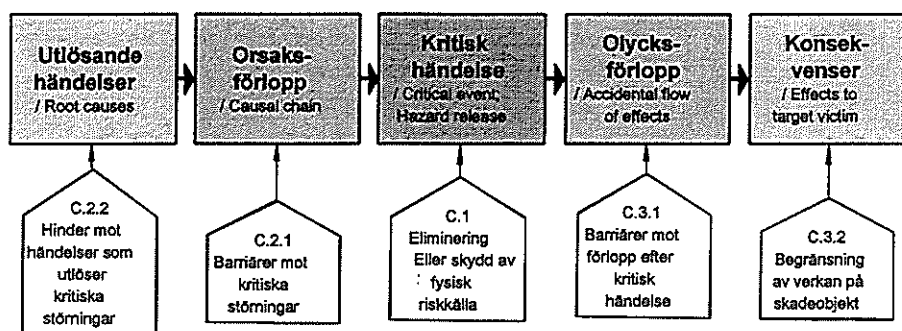 Utlösande
händelser
/ Root causes
Orsaks-
förlopp
/ Causal chain
Kritisk
händelse
/ Critical event;
Hazard release
Olycks-
förlopp
/ Accidental flow
of effects
Konsek-
venser
/ Effects to
target victim
C.2.2
Hinder mot
händelser som
utlöser
kritiska
störningar
C.2.1
Barriärer mot
kritiska
störningar
C.1
Eliminering
Eller skydd av
fysisk
riskkälla
C.3.1
Barriärer mot
förlopp efter
kritisk
händelse
C.3.2
Begränsning
av verkan på
skadeobjekt